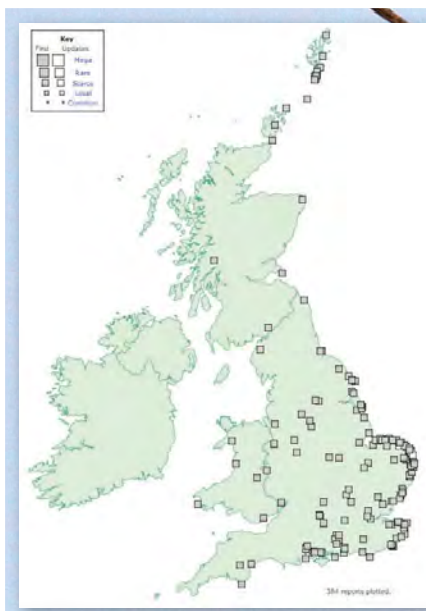 Key
First Updates
Mega
Rare
Scarce
Local
Common
384 reports plotted.